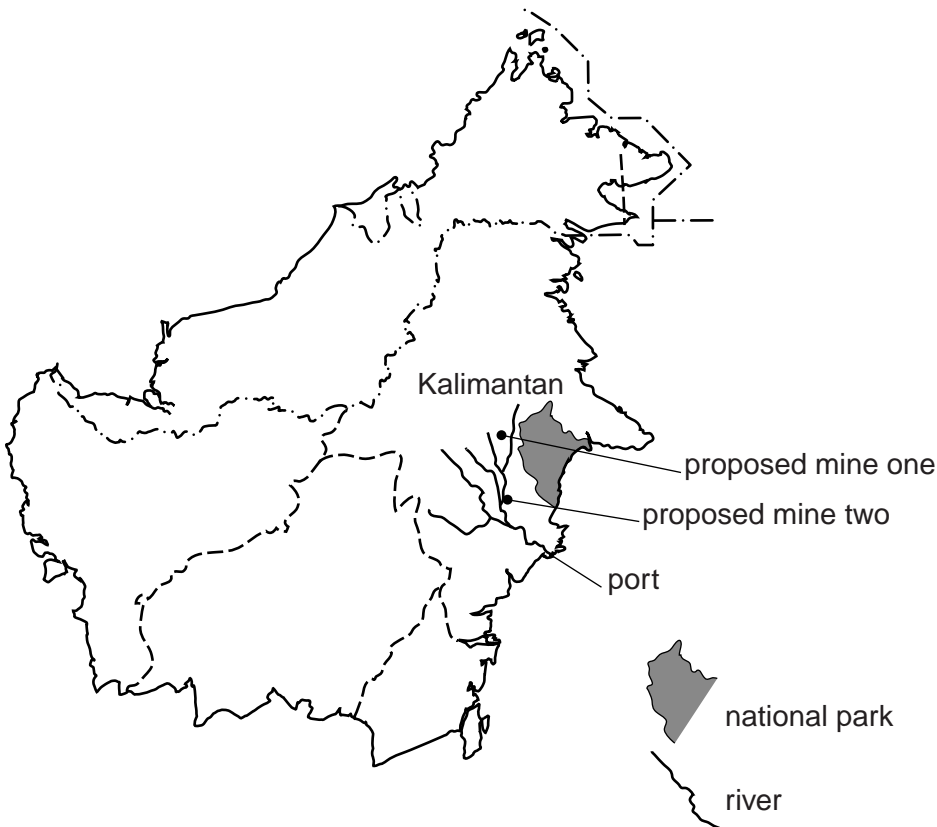 Kalimantan
proposed mine one
proposed mine two
port
national park
river